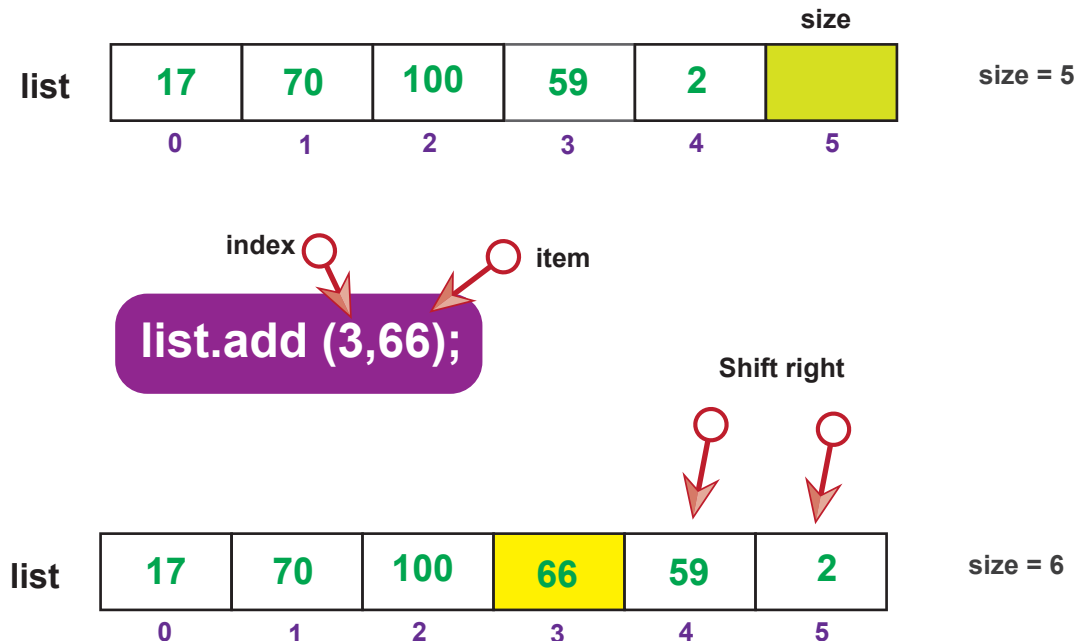 size
list 17 70 100 59 2 size = 5
0 1 2 3 4 5
index item
list.add (3,66);
Shift right
list 17 70 100 66 59 2 size = 6
0 1 2 3 4 5